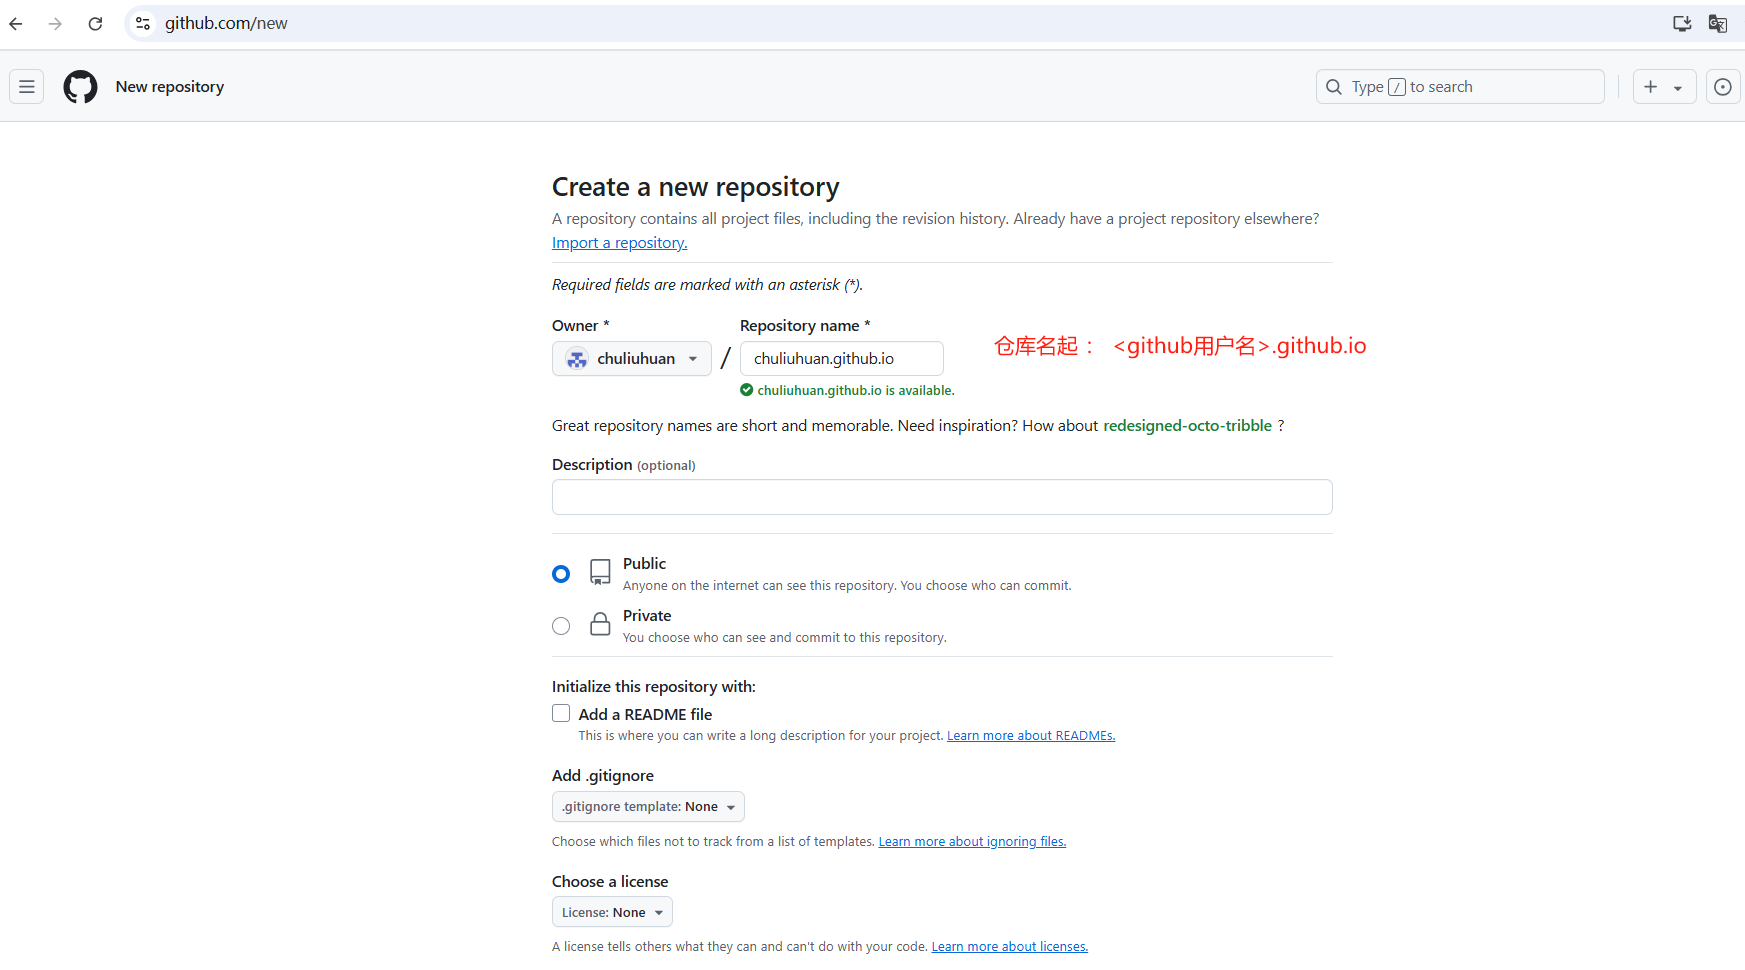 github.com/new
New repository
Type / to search
Create a new repository
A repository contains all project files, including the revision history. Already have a project repository elsewhere?
Import a repository.
Required fields are marked with an asterisk (*).
Owner *
Repository name *
chuliuhuan
/
chuliuhuan.github.io
仓库名起： <github用户名>.github.io
chuliuhuan.github.io is available.
Great repository names are short and memorable. Need inspiration? How about redesigned-octo-tribble ?
Description (optional)
Public
Anyone on the internet can see this repository. You choose who can commit.
Private
You choose who can see and commit to this repository.
Initialize this repository with:
Add a README file
This is where you can write a long description for your project. Learn more about READMEs.
Add .gitignore
.gitignore template: None
Choose which files not to track from a list of templates. Learn more about ignoring files.
Choose a license
License: None
A license tells others what they can and can't do with your code. Learn more about licenses.